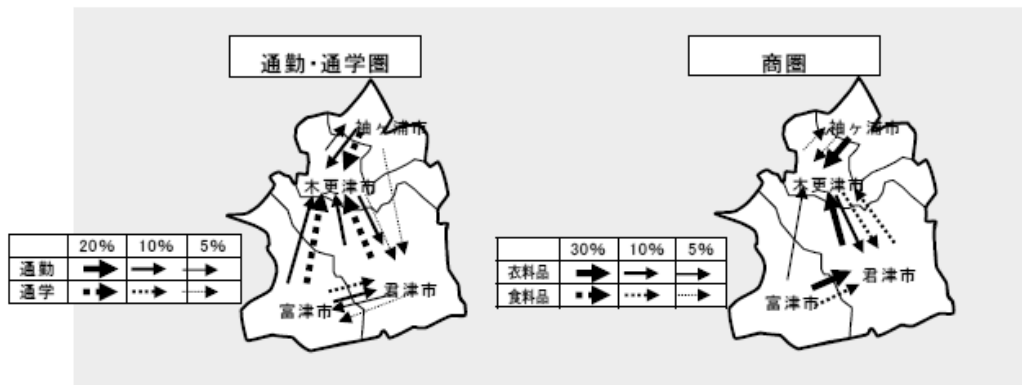 通勤・通学圏
袖ヶ浦市
木更津市
君津市
富津市
20% 10% 5%
通勤
通学
商圏
袖ヶ浦市
木更津市
君津市
富津市
30% 10% 5%
衣料品
食料品